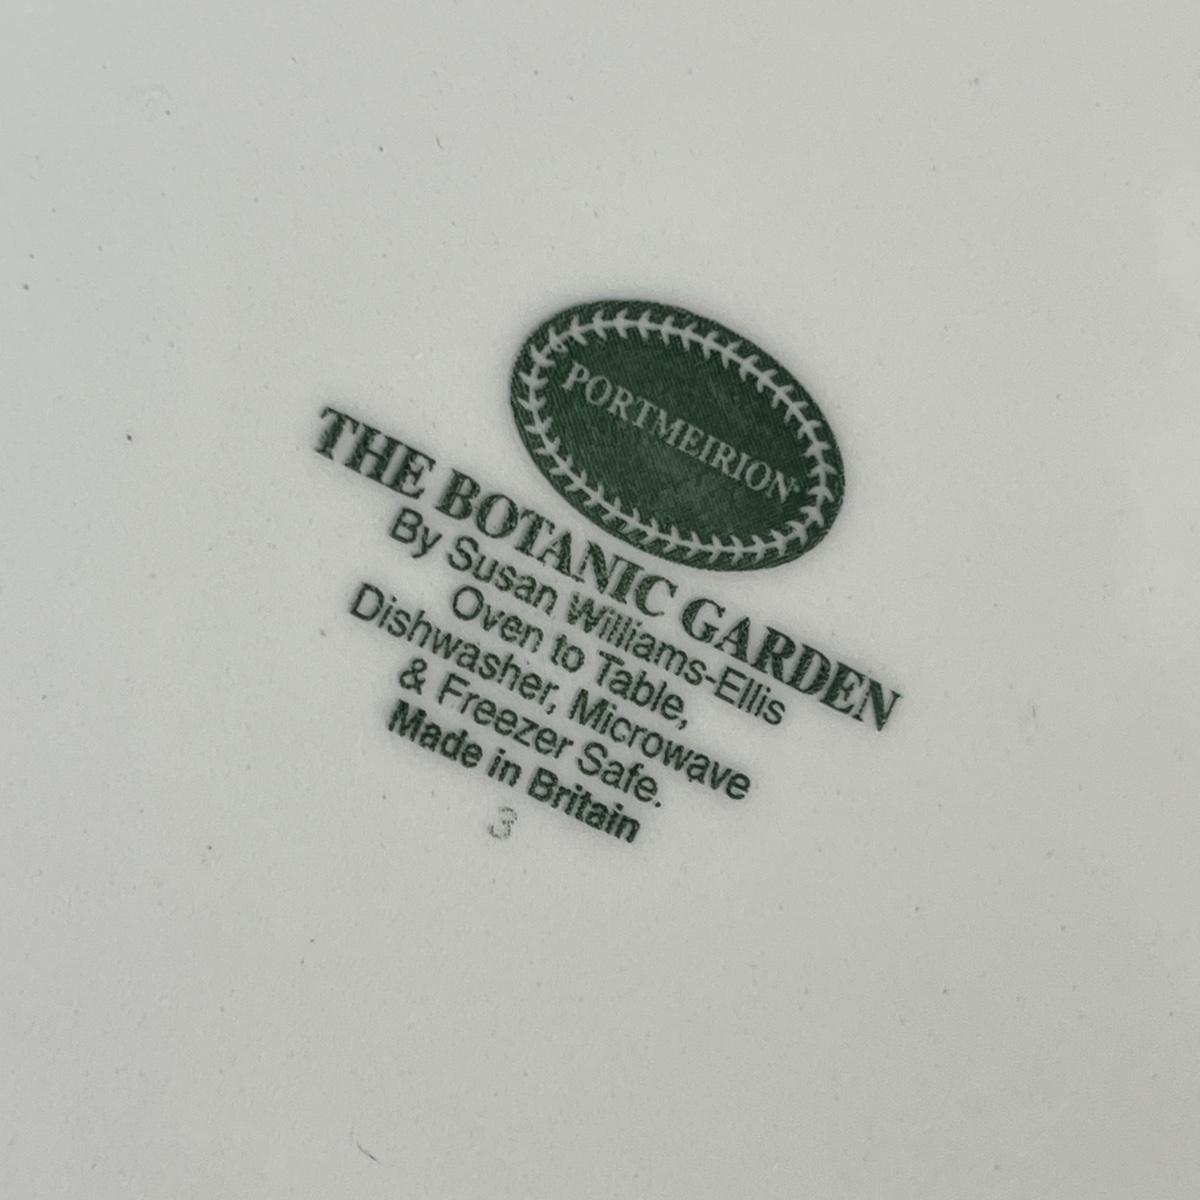 PORTMEIRION®
THE BOTANIC GARDEN
By Susan Williams-Ellis
Oven to Table,
Dishwasher, Microwave
& Freezer Safe.
Made in Britain
3